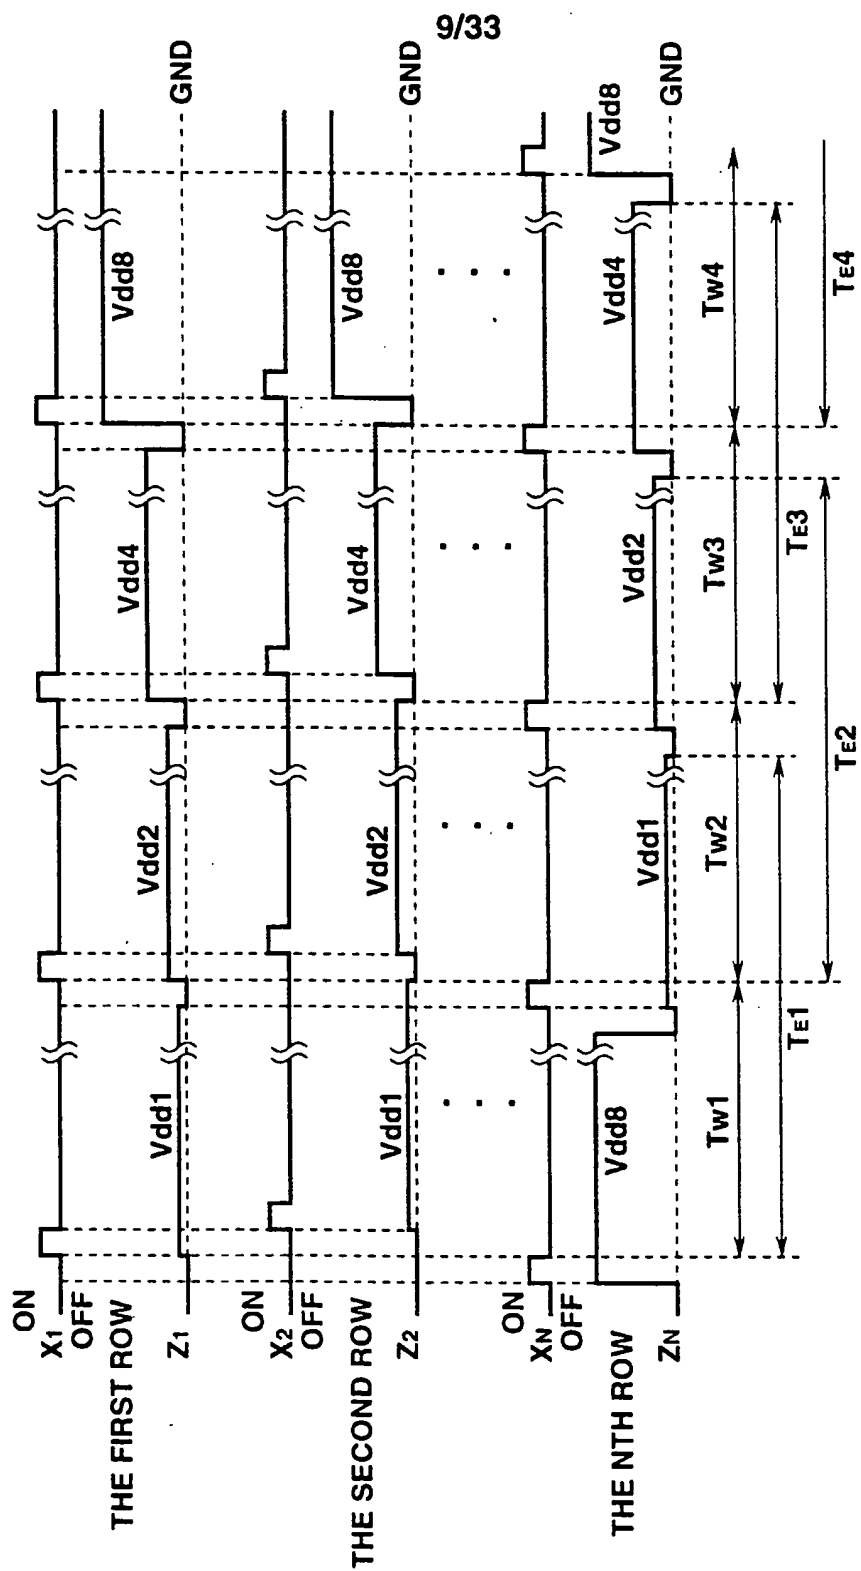 9/33
ON
X1
OFF
THE FIRST ROW
Z1
Vdd1
Vdd2
Vdd4
Vdd8
GND
ON
X2
OFF
THE SECOND ROW
Z2
Vdd1
Vdd2
Vdd4
Vdd8
GND
ON
XN
OFF
THE NTH ROW
ZN
Vdd8
Vdd1
Vdd2
Vdd4
Vdd8
GND
TW1
TW2
TW3
TW4
TE1
TE3
TE2
TE4